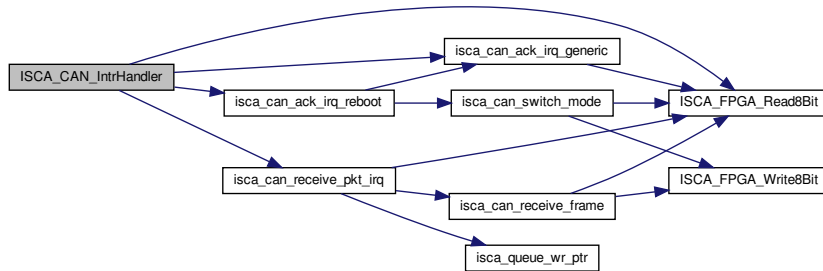 ISCA_CAN_IntrHandler
isca_can_ack_irq_generic
isca_can_ack_irq_reboot
isca_can_switch_mode
ISCA_FPGA_Read8Bit
isca_can_receive_pkt_irq
isca_can_receive_frame
ISCA_FPGA_Write8Bit
isca_queue_wr_ptr